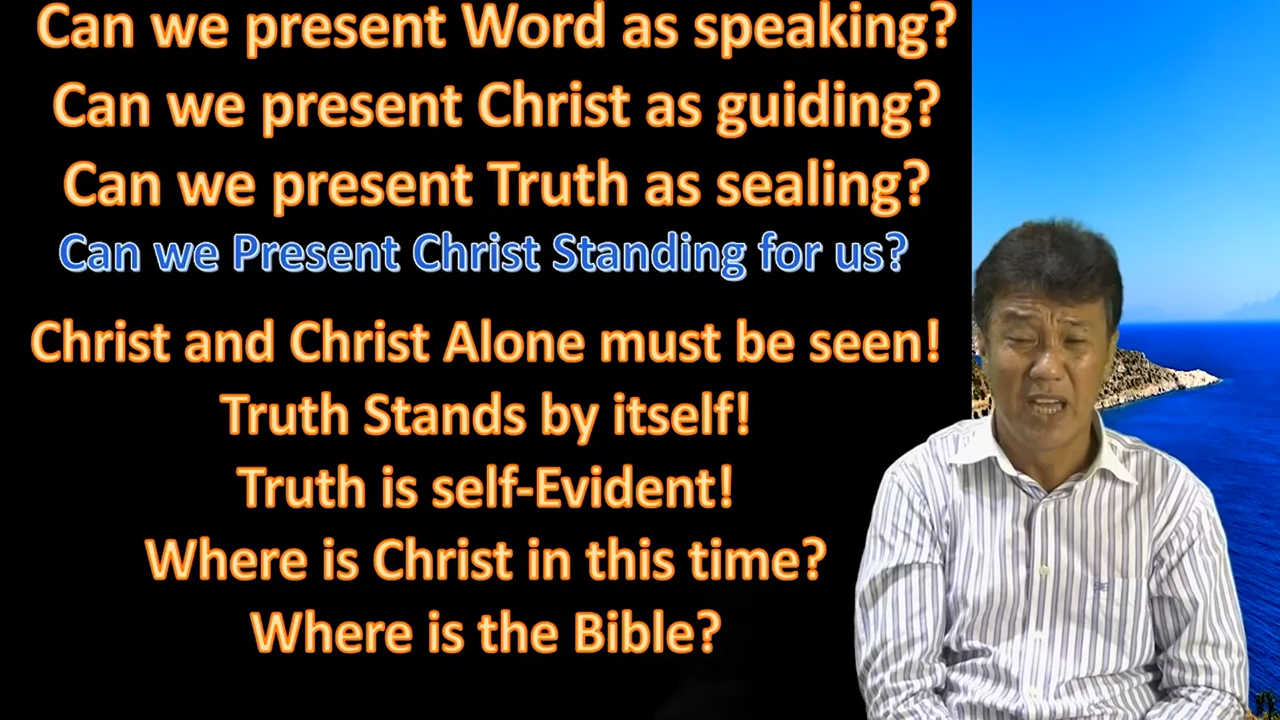 Can we present Word as speaking?
Can we present Christ as guiding?
Can we present Truth as sealing?
Can we Present Christ Standing for us?
Christ and Christ Alone must be seen!
Truth Stands by itself!
Truth is self-Evident!
Where is Christ in this time?
Where is the Bible?